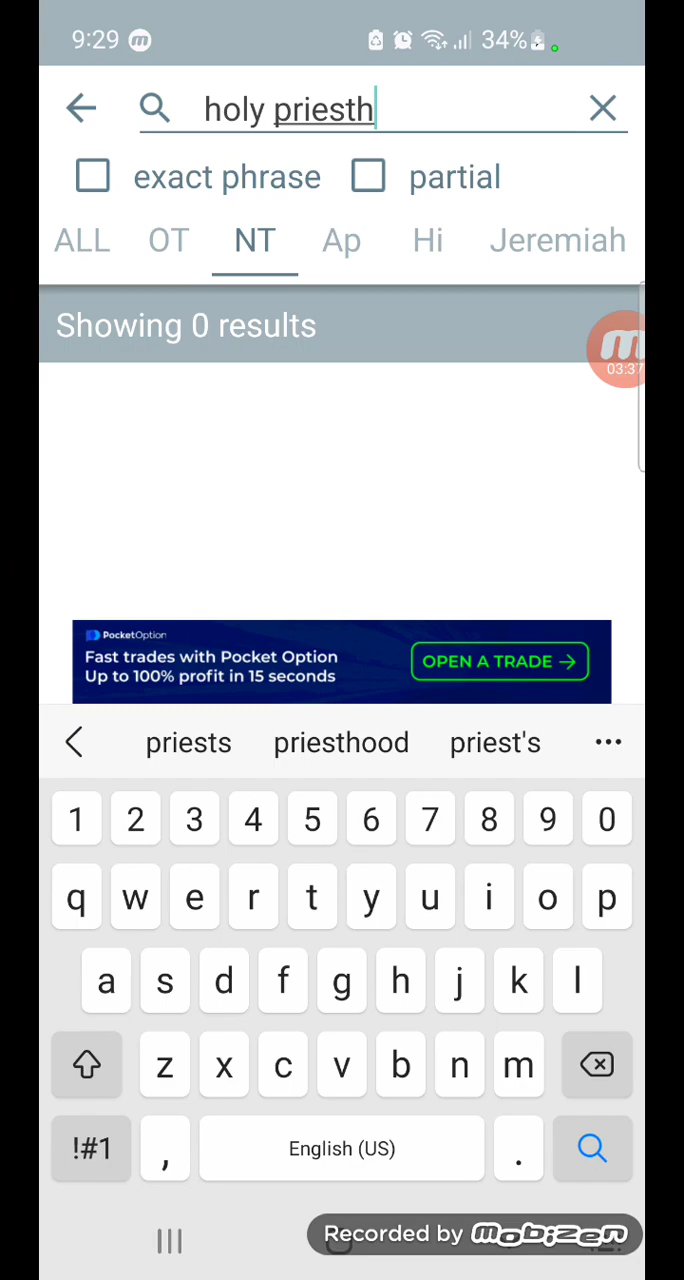 9:29 34%
holy priesth
exact phrase partial
ALL OT NT Ap Hi Jeremiah
Showing 0 results
03:37
PocketOption
Fast trades with Pocket Option
Up to 100% profit in 15 seconds
OPEN A TRADE →
priests priesthood priest's ...
1 2 3 4 5 6 7 8 9 0
q w e r t y u i o p
a s d f g h j k l
z x c v b n m
!#1 , English (US) .
Recorded by mobizen